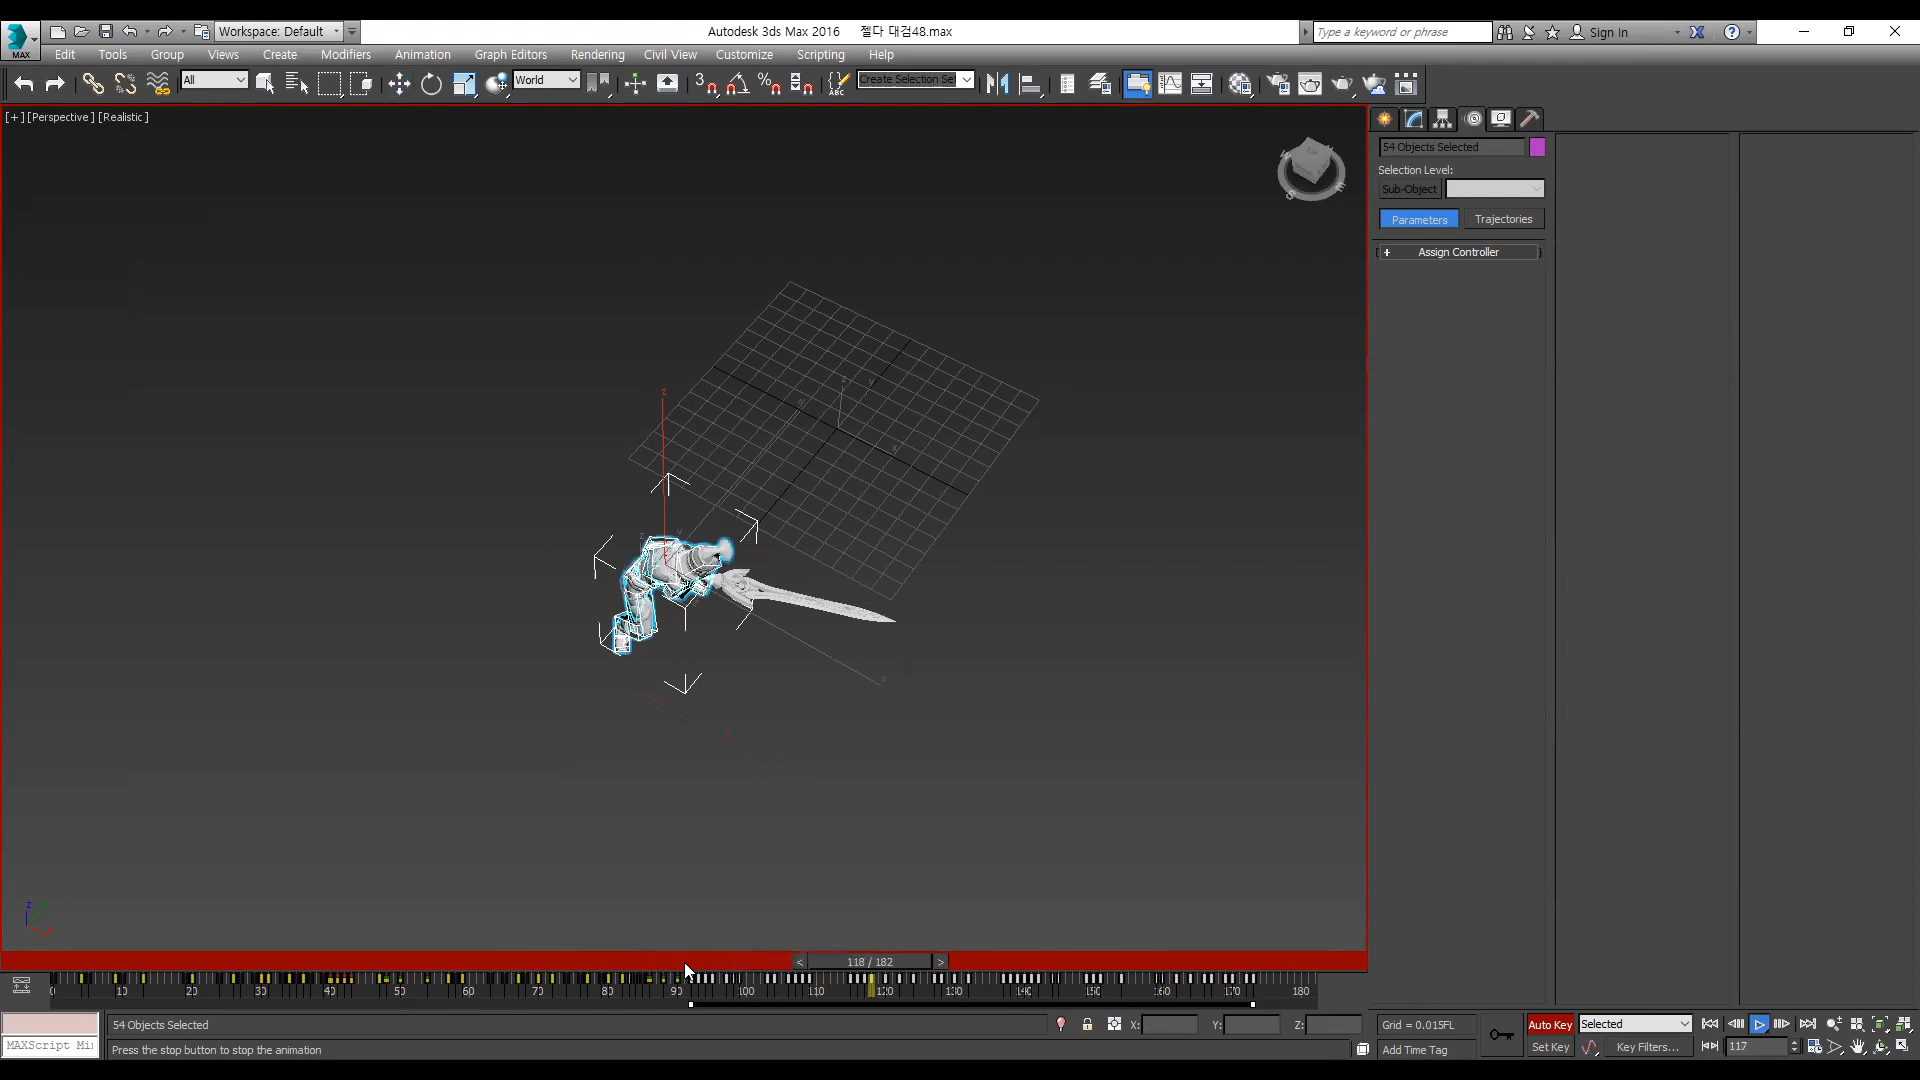 Workspace: Default
Autodesk 3ds Max 2016 젤다 대검48.max
Type a keyword or phrase
Sign In
MAX
Edit Tools Group Views Create Modifiers Animation Graph Editors Rendering Civil View Customize Scripting Help
All
World
3
ABC
Create Selection Se
[+] [Perspective ] [Realistic ]
54 Objects Selected
Selection Level:
Sub-Object
Parameters
Trajectories
+ Assign Controller
< 118 / 182 >
0 10 20 30 40 50 60 70 80 90 100 110 120 130 140 150 160 170 180
54 Objects Selected
X: Y: Z:
Grid = 0.015FL
Auto Key
Selected
MAXScript Mi
Press the stop button to stop the animation
Add Time Tag
Set Key
Key Filters...
117